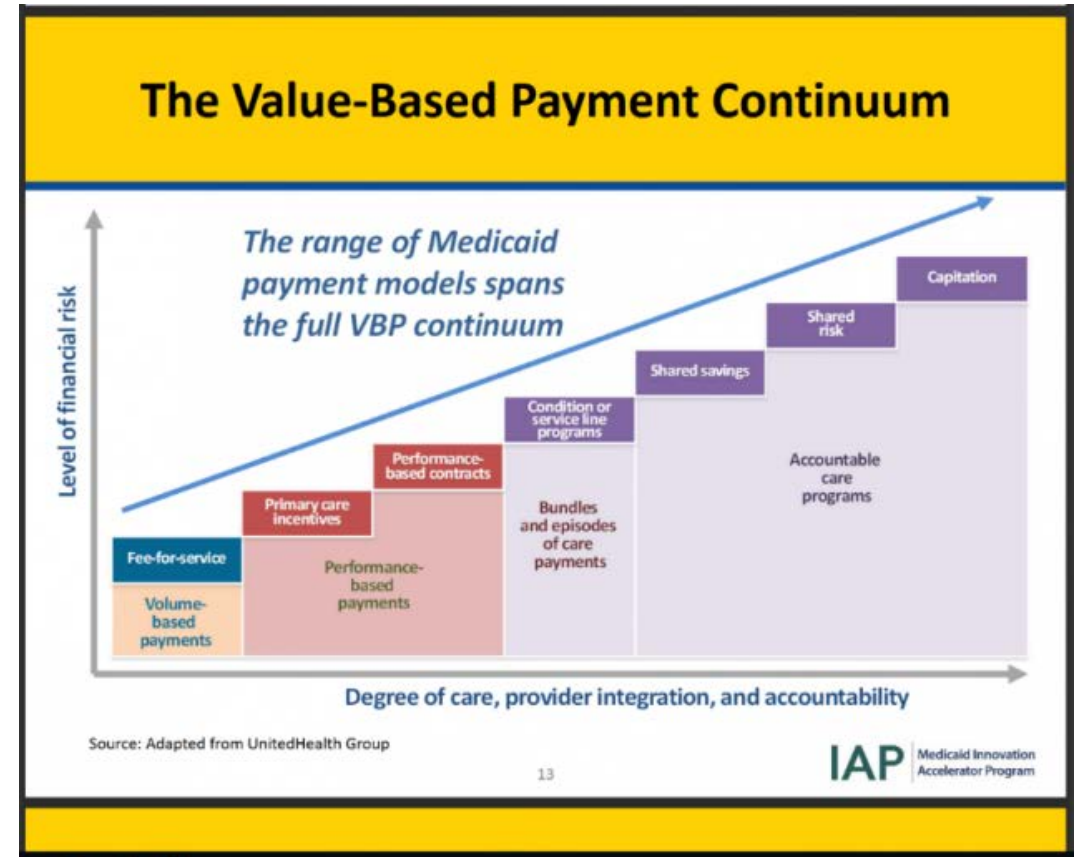 The Value-Based Payment Continuum
The range of Medicaid
payment models spans
the full VBP continuum
Level of financial risk
Capitation
Shared
risk
Shared savings
Condition or
service line
programs
Performance-
based contracts
Primary care
incentives
Fee-for-service
Volume-
based
payments
Performance-
based
payments
Bundles
and episodes
of care
payments
Accountable
care
programs
Degree of care, provider integration, and accountability
Source: Adapted from UnitedHealth Group
13
IAP
Medicaid Innovation
Accelerator Program